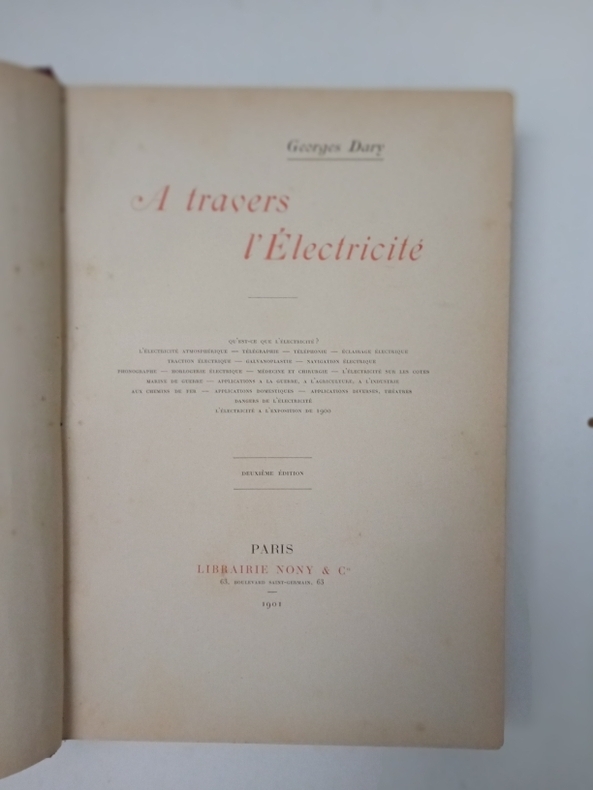 Georges Dary
A travers
l'Électricité
QU'EST-CE QUE L'ÉLECTRICITÉ ?
L'ÉLECTRICITÉ ATMOSPHÉRIQUE — TÉLÉGRAPHIE — TÉLÉPHONIE — ÉCLAIRAGE ÉLECTRIQUE
TRACTION ÉLECTRIQUE — GALVANOPLASTIE — NAVIGATION ÉLECTRIQUE
PHONOGRAPHE — HORLOGERIE ÉLECTRIQUE — MÉDECINE ET CHIRURGIE — L'ÉLECTRICITÉ SUR LES COTES
MARINE DE GUERRE — APPLICATIONS A LA GUERRE, A L'AGRICULTURE, A L'INDUSTRIE
AUX CHEMINS DE FER — APPLICATIONS DOMESTIQUES — APPLICATIONS DIVERSES, THÉATRES
DANGERS DE L'ÉLECTRICITÉ
L'ÉLECTRICITÉ A L'EXPOSITION DE 1900
DEUXIÈME ÉDITION
PARIS
LIBRAIRIE NONY & Cie
63, BOULEVARD SAINT-GERMAIN, 63
1901